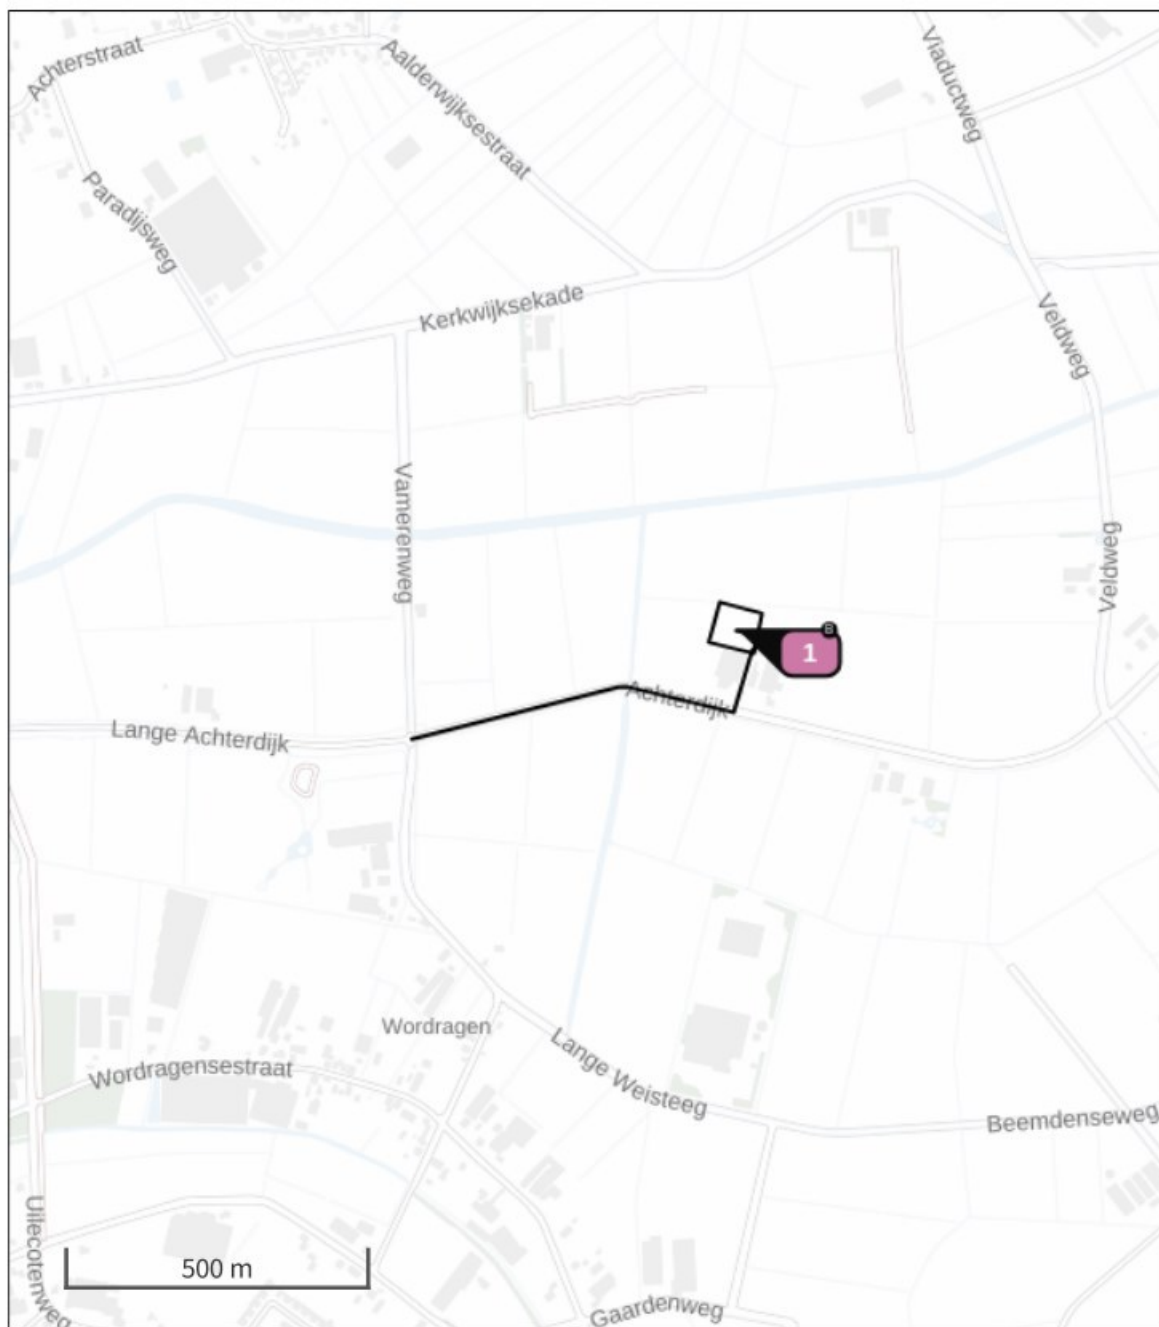 Achterstraat
Aalderwijksestraat
Viaductweg
Paradijsweg
Kerkwijksekade
Veldweg
Vamerenweg
Veldweg
1
B
Achterdijk
Lange Achterdijk
Wordragen
Wordragensestraat
Lange Weisteeg
Beemdenseweg
Uilecotenweg
500 m
Gaardenweg